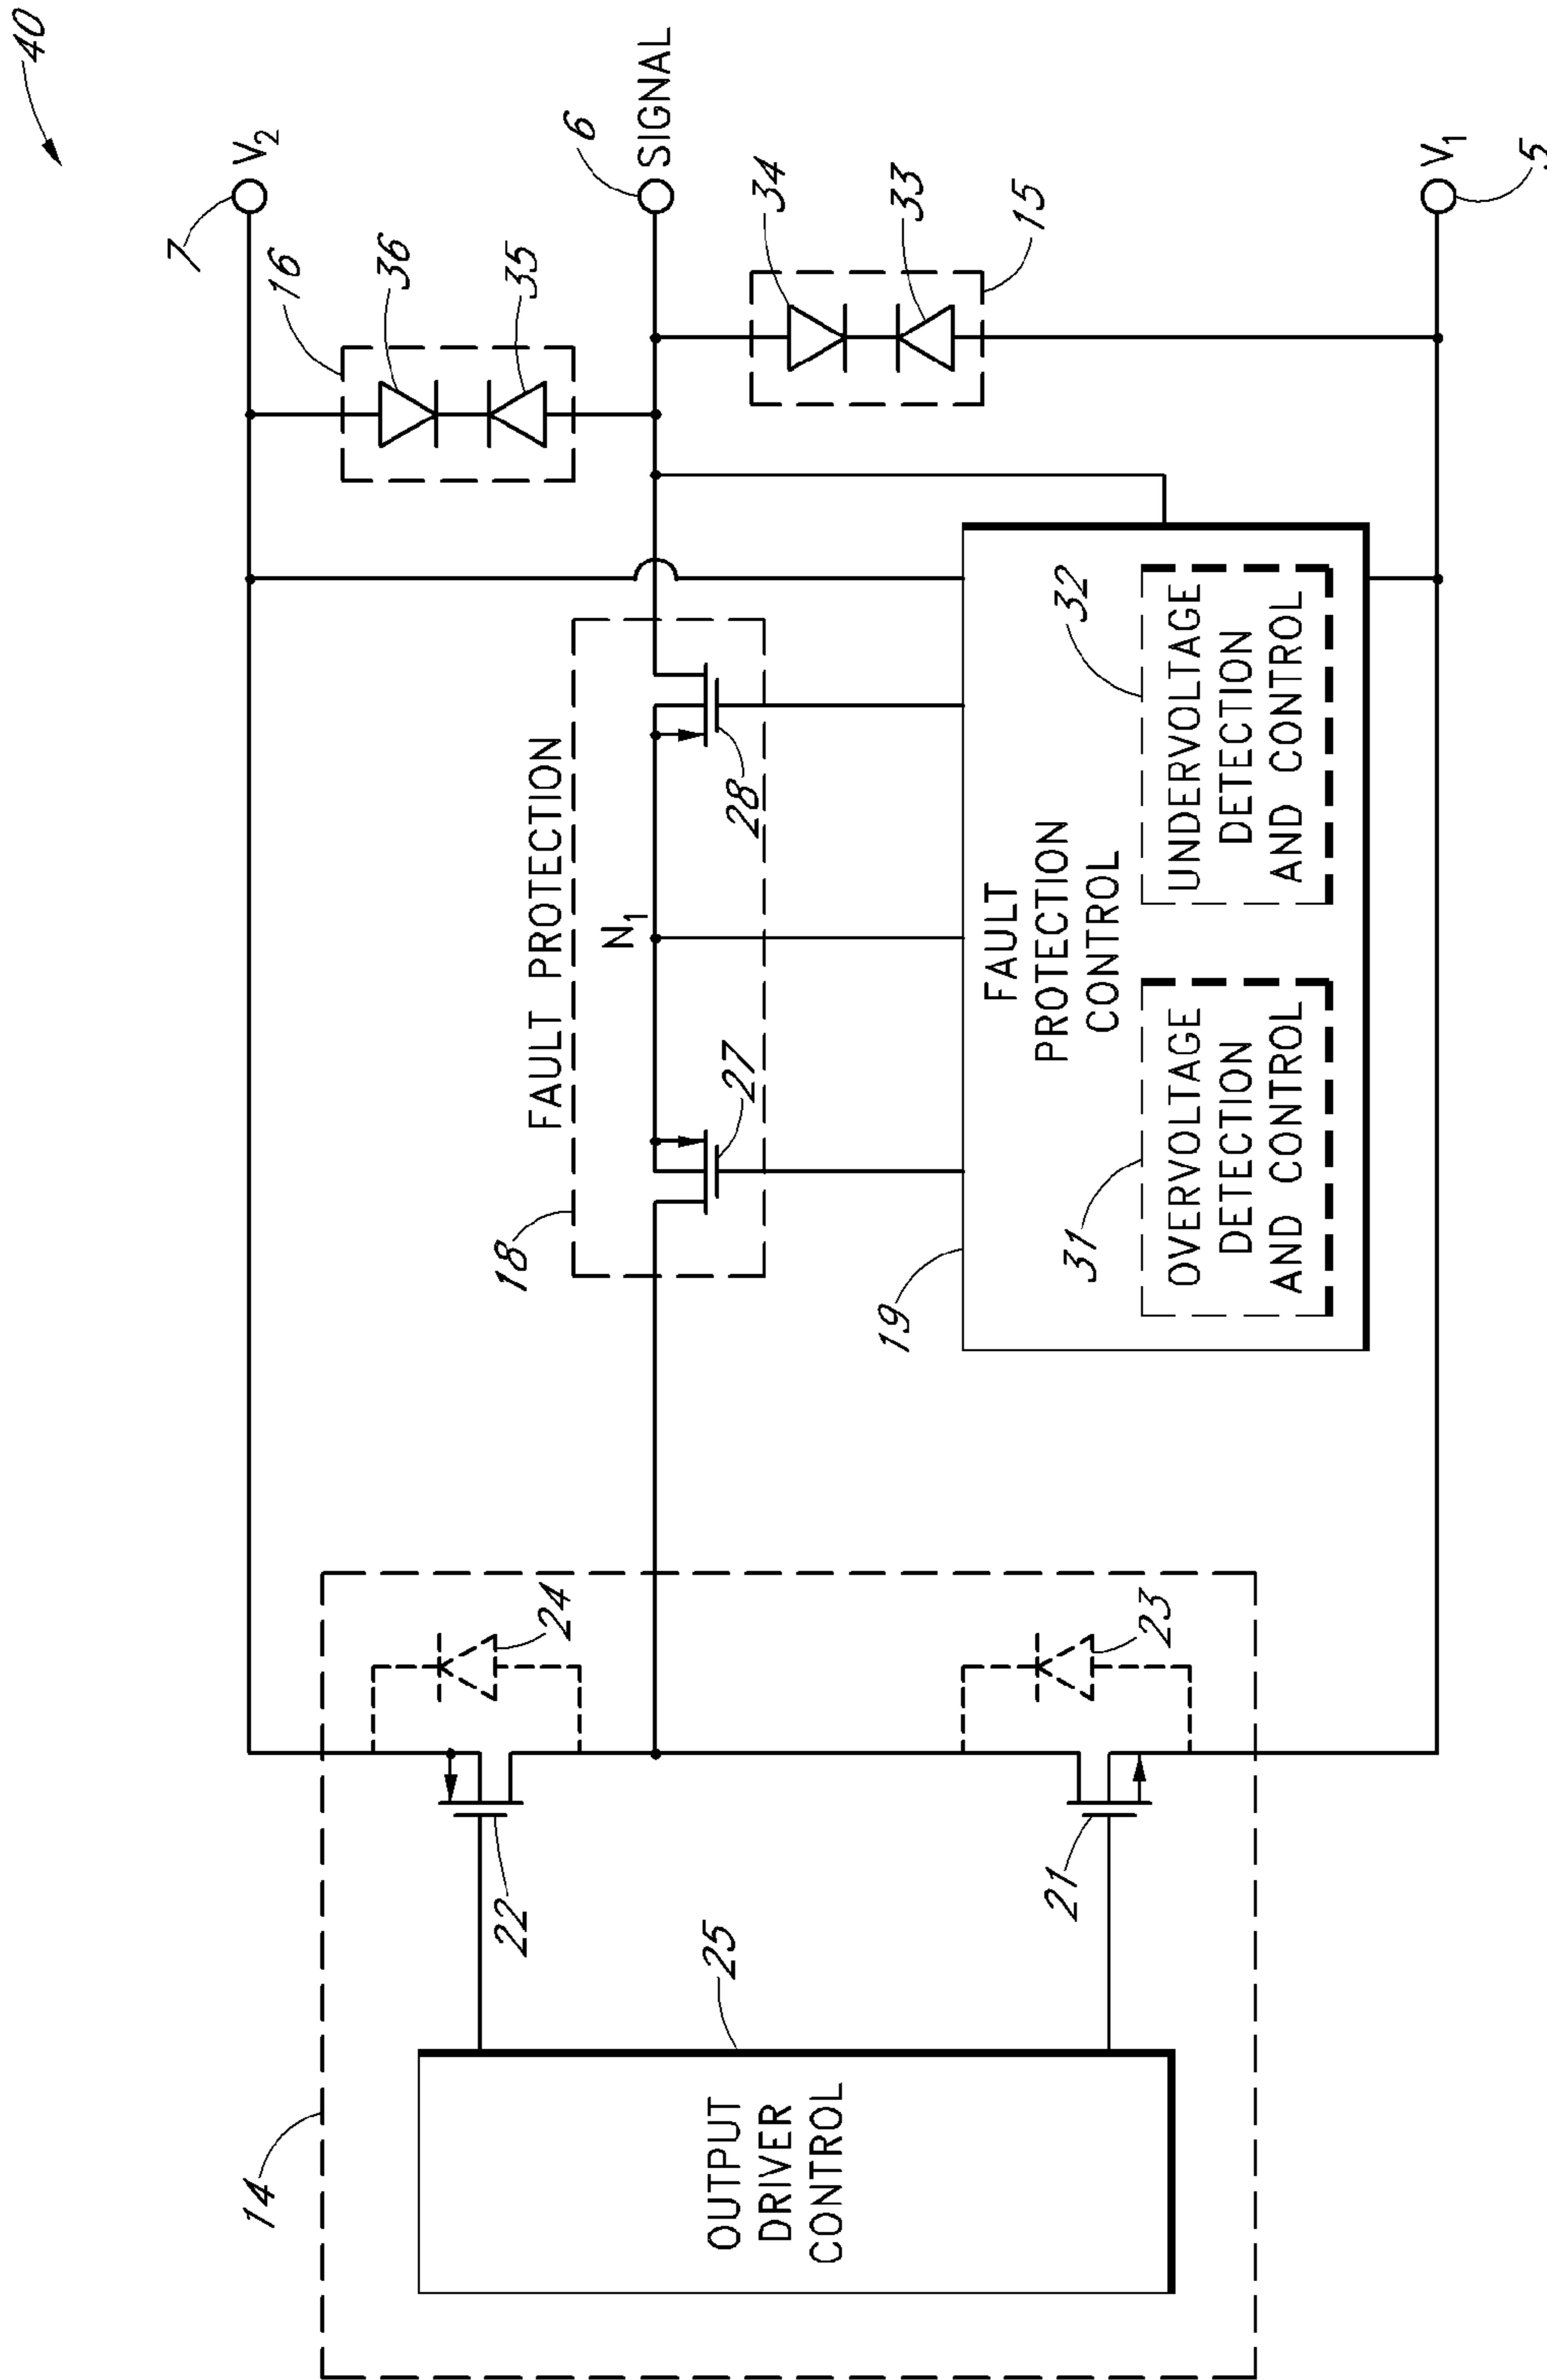 40
7
V2
16
36
35
6
SIGNAL
34
33
15
V1
5
FAULT PROTECTION
18
N1
27
28
19
FAULT
PROTECTION
CONTROL
31
OVERVOLTAGE
DETECTION
AND CONTROL
32
UNDERVOLTAGE
DETECTION
AND CONTROL
14
24
22
23
21
25
OUTPUT
DRIVER
CONTROL